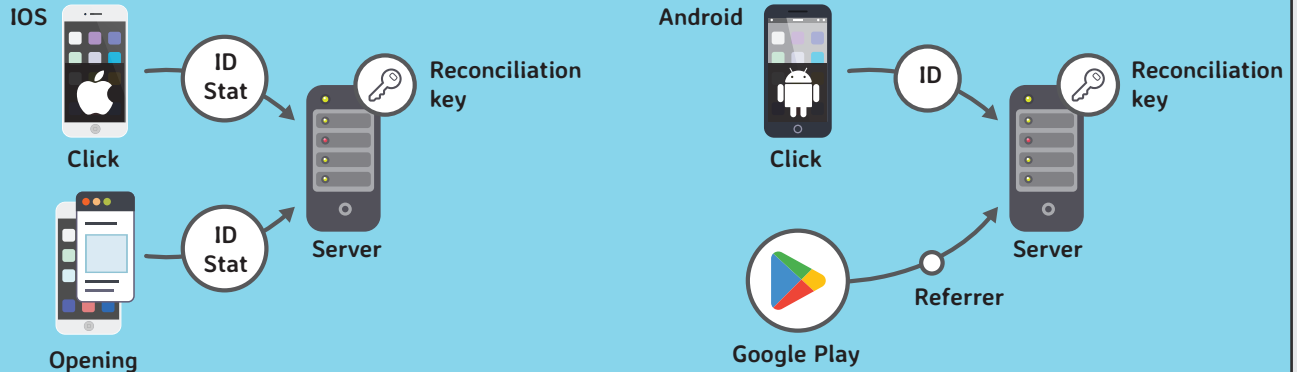 IOS
ID
Stat
Reconciliation
key
Click
ID
Stat
Server
Opening
Android
ID
Reconciliation
key
Click
Server
Referrer
Google Play